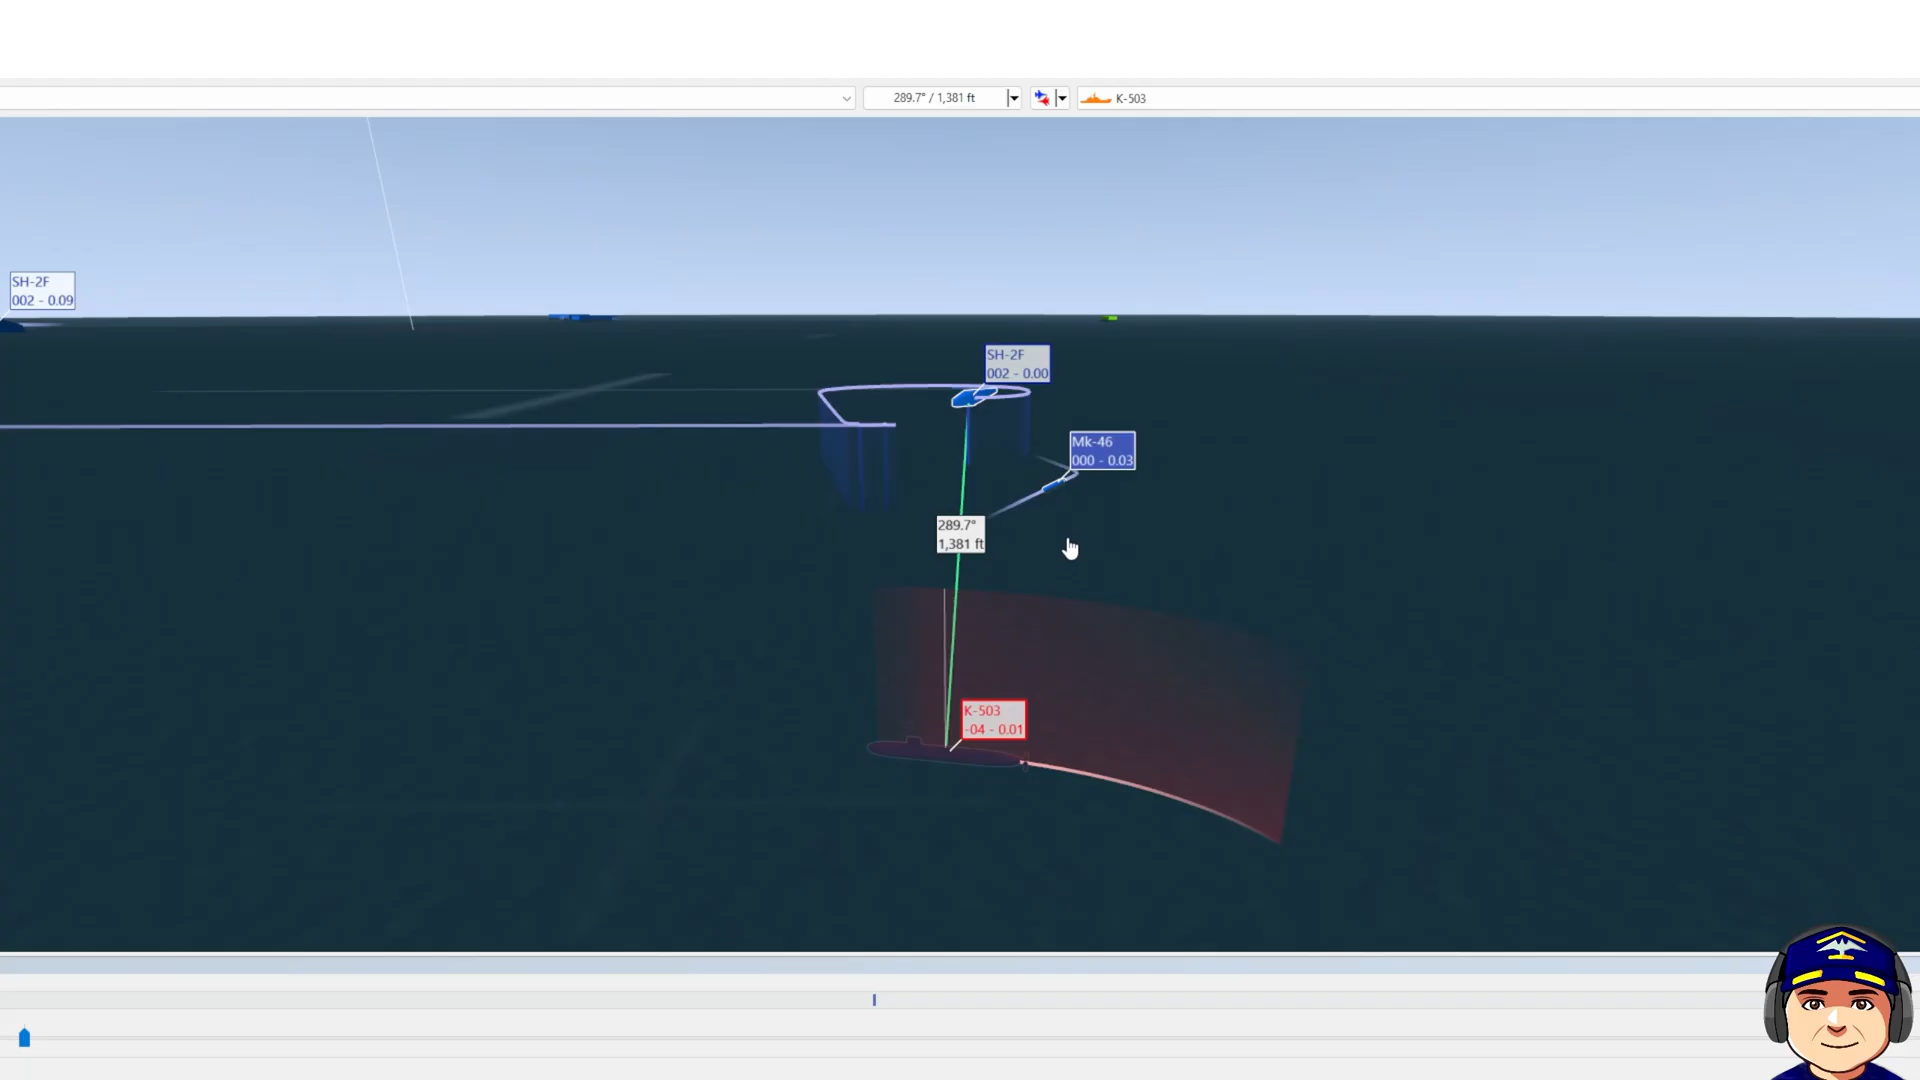 289.7° / 1,381 ft
K-503
SH-2F
002 - 0.09
SH-2F
002 - 0.00
Mk-46
000 - 0.03
289.7°
1,381 ft
K-503
-04 - 0.01